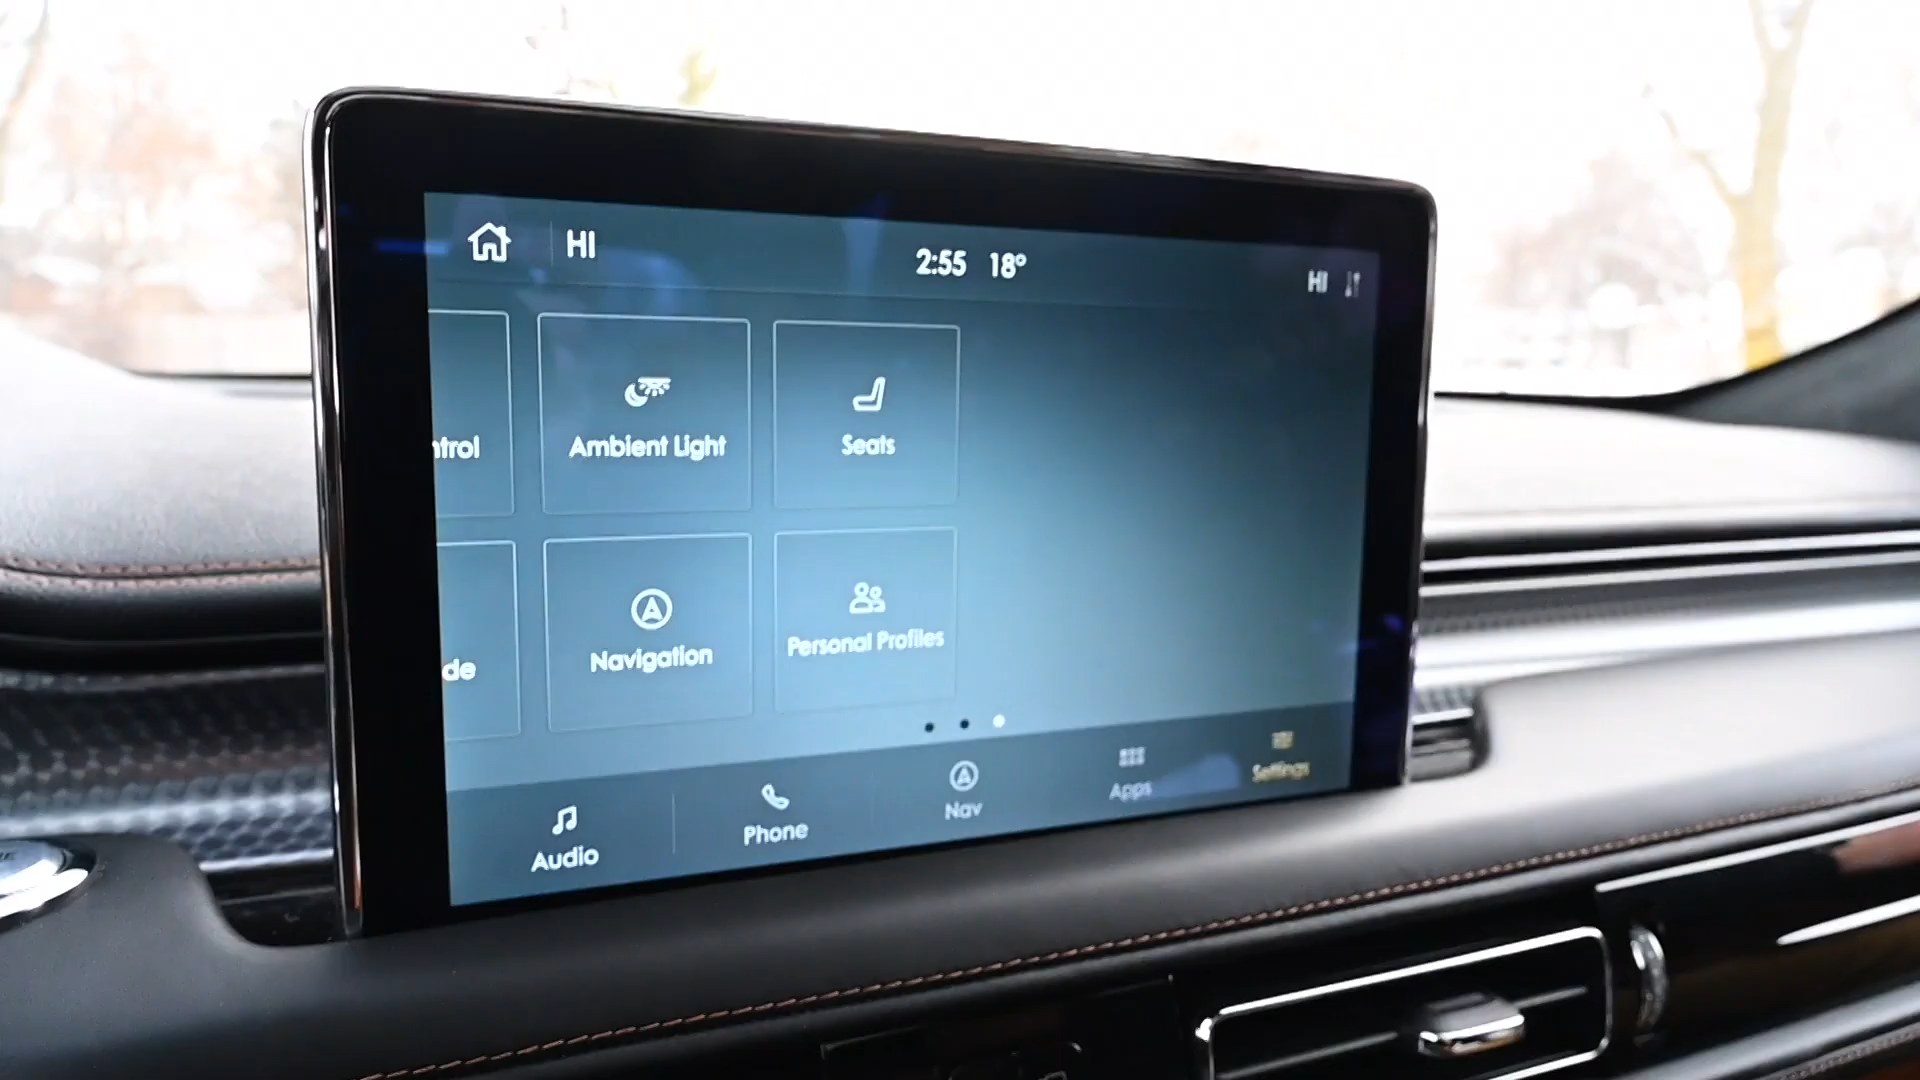 HI
2:55 18°
HI
ntrol
Ambient Light
Seats
de
Navigation
Personal Profiles
Audio
Phone
Nav
Apps
Settings